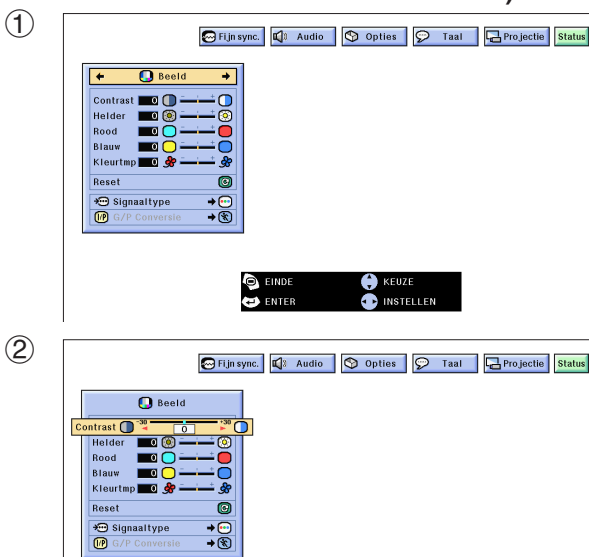 ①
Fijn sync. Audio Opties Taal Projectie Status
Beeld
Contrast 0
Helder 0
Rood 0
Blauw 0
Kleurtmp 0
Reset
Signaaltype
I/P G/P Conversie
EINDE KEUZE
ENTER INSTELLEN
②
Fijn sync. Audio Opties Taal Projectie Status
Beeld
Contrast -30 0 +30
Helder 0
Rood 0
Blauw 0
Kleurtmp 0
Reset
Signaaltype
I/P G/P Conversie